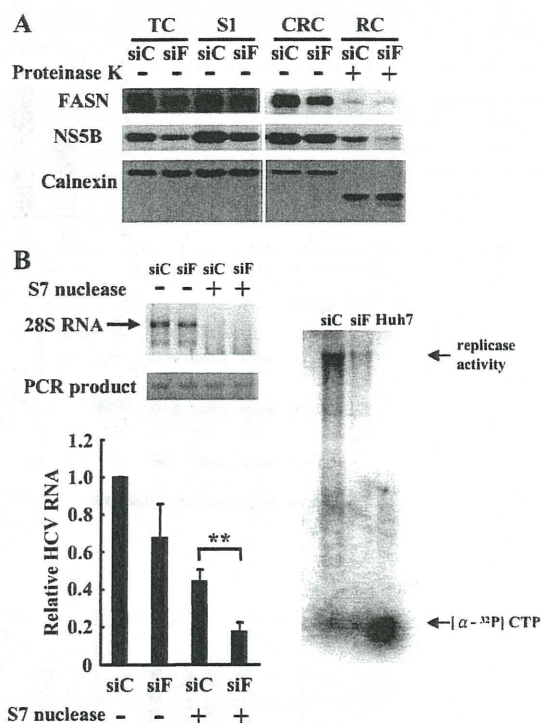 A
TC S1 CRC RC
siC siF siC siF siC siF siC siF
Proteinase K - - - - - - + +
FASN
NS5B
Calnexin
B
siC siF siC siF
S7 nuclease - - + +
28S RNA
PCR product
1.2
1.0
0.8
0.6
0.4
0.2
0
Relative HCV RNA
**
siC siF siC siF
S7 nuclease - - + +
siC siF Huh7
replicase
activity
[α-³²P] CTP